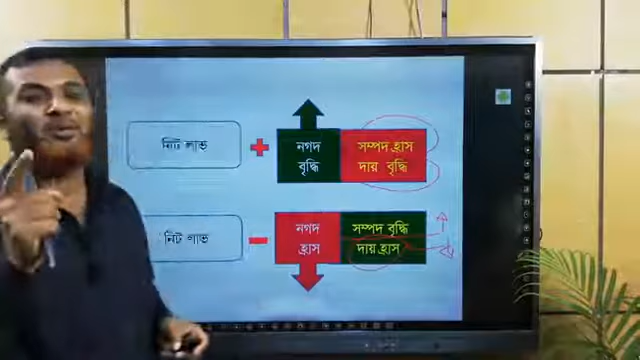 নিট লাভ
+
নগদ
বৃদ্ধি
সম্পদ হ্রাস
দায় বৃদ্ধি
নিট লাভ
-
নগদ
হ্রাস
সম্পদ বৃদ্ধি
দায় হ্রাস